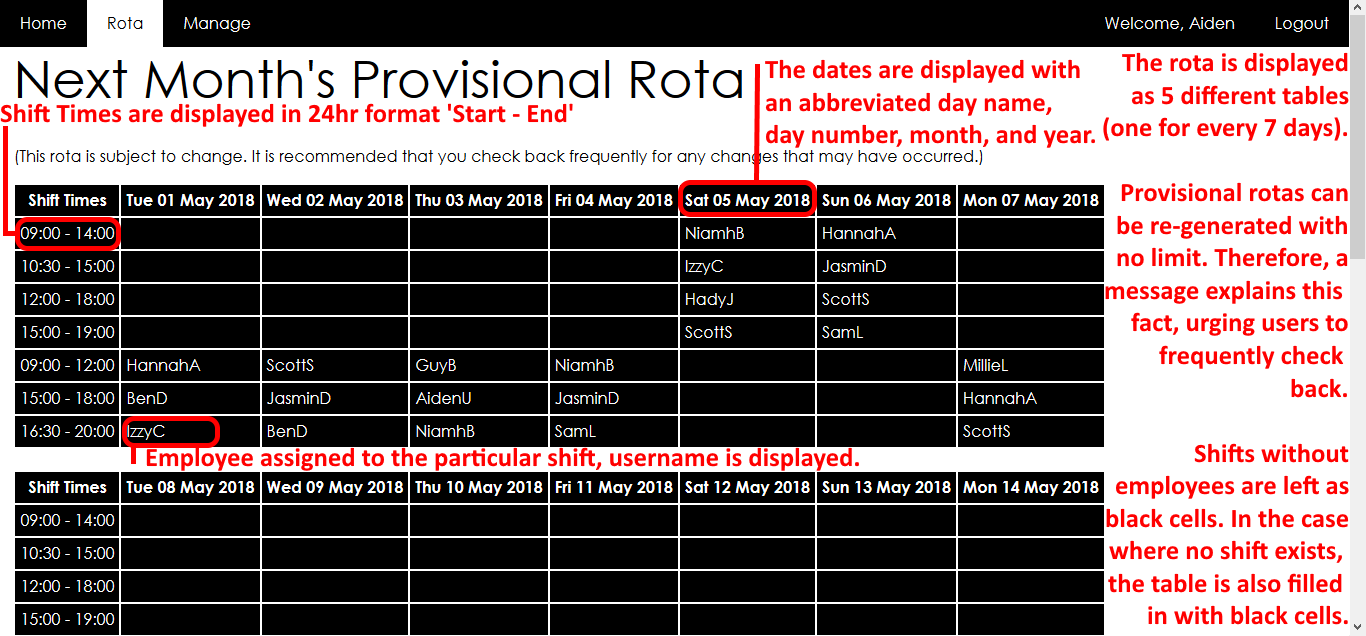 Home Rota Manage Welcome, Aiden Logout
Next Month's Provisional Rota
Shift Times are displayed in 24hr format 'Start - End'
The dates are displayed with
an abbreviated day name,
day number, month, and year.
The rota is displayed
as 5 different tables
(one for every 7 days).
(This rota is subject to change. It is recommended that you check back frequently for any changes that may have occurred.)
Shift Times Tue 01 May 2018 Wed 02 May 2018 Thu 03 May 2018 Fri 04 May 2018 Sat 05 May 2018 Sun 06 May 2018 Mon 07 May 2018
09:00 - 14:00 NiamhB HannahA
10:30 - 15:00 IzzyC JasminD
12:00 - 18:00 HadyJ ScottS
15:00 - 19:00 ScottS SamL
09:00 - 12:00 HannahA ScottS GuyB NiamhB MillieL
15:00 - 18:00 BenD JasminD AidenU JasminD HannahA
16:30 - 20:00 IzzyC BenD NiamhB SamL ScottS
Employee assigned to the particular shift, username is displayed.
Provisional rotas can
be re-generated with
no limit. Therefore, a
message explains this
fact, urging users to
frequently check
back.
Shift Times Tue 08 May 2018 Wed 09 May 2018 Thu 10 May 2018 Fri 11 May 2018 Sat 12 May 2018 Sun 13 May 2018 Mon 14 May 2018
09:00 - 14:00
10:30 - 15:00
12:00 - 18:00
15:00 - 19:00
Shifts without
employees are left as
black cells. In the case
where no shift exists,
the table is also filled
in with black cells.